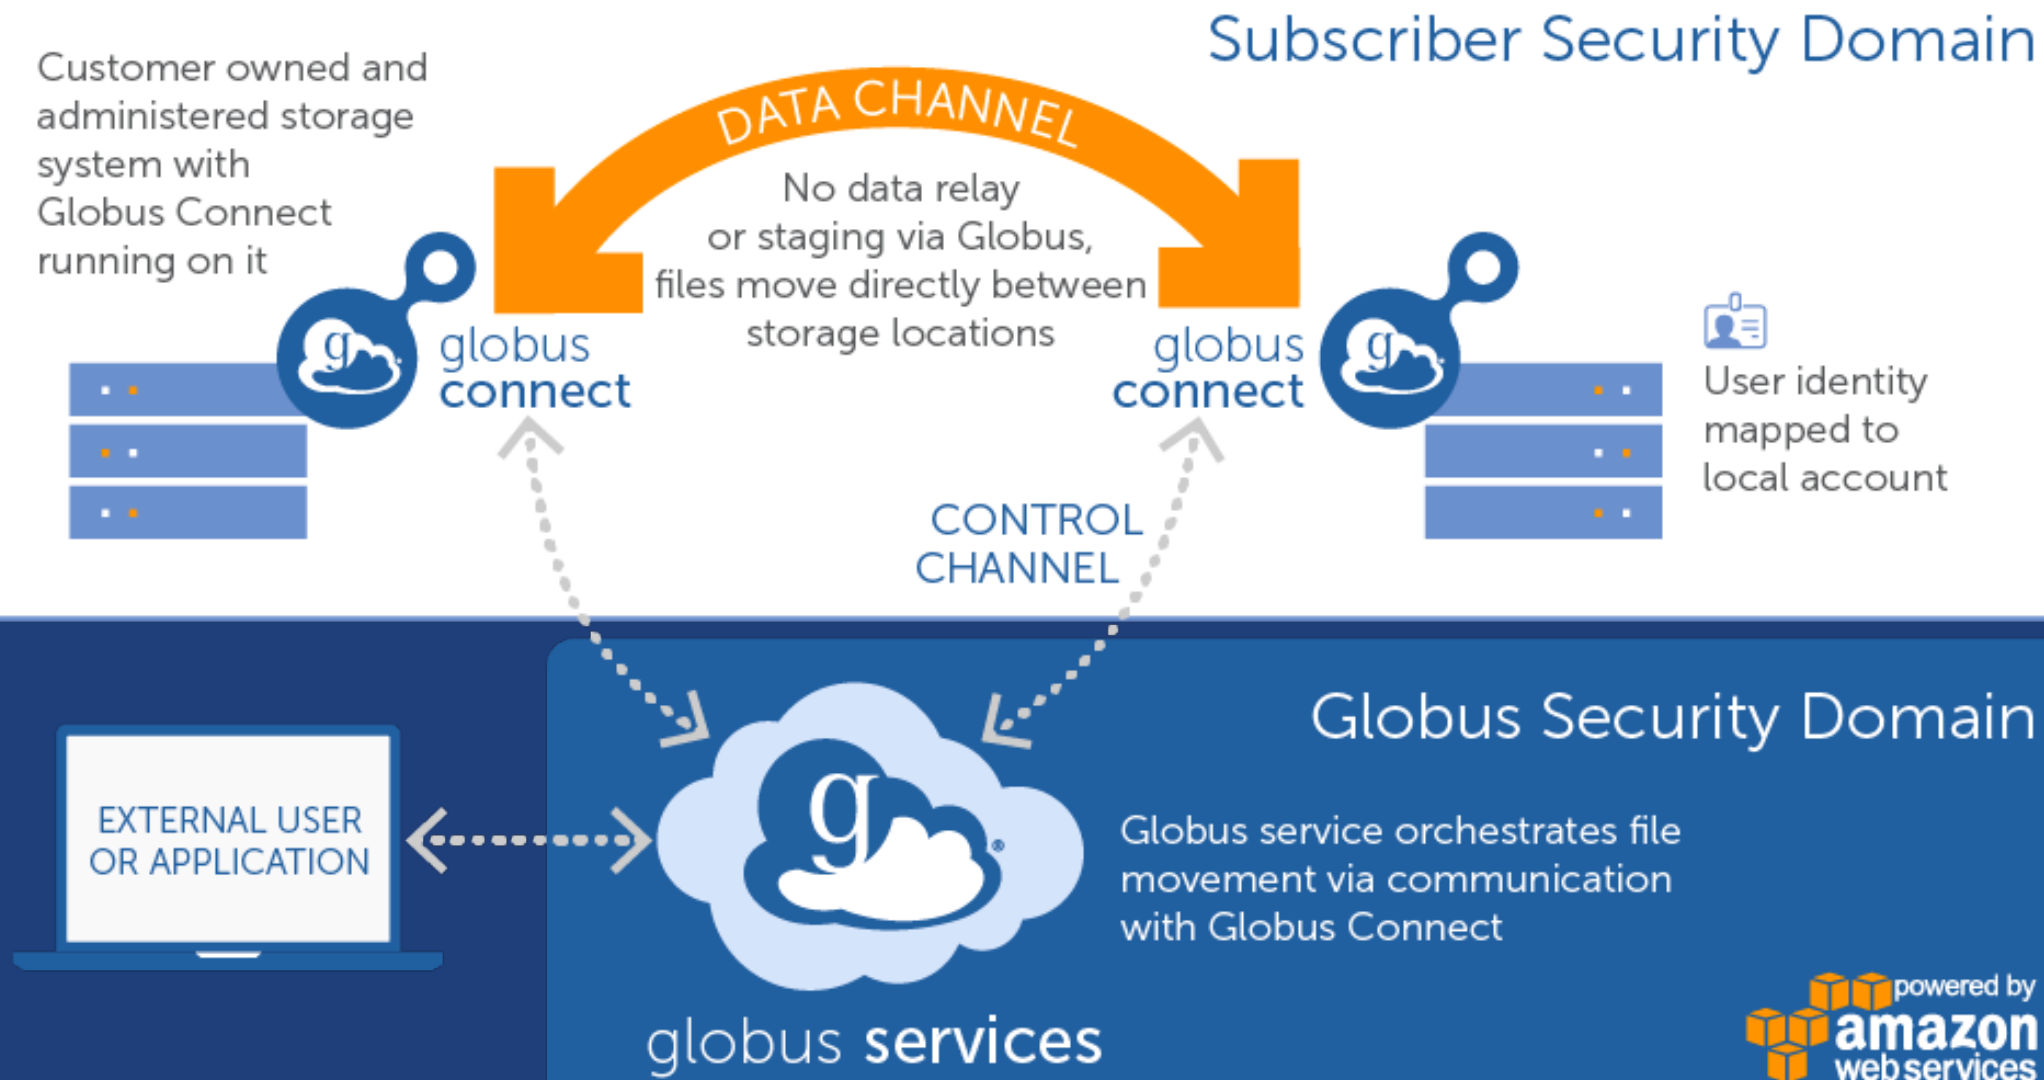 Subscriber Security Domain
Customer owned and
administered storage
system with
Globus Connect
running on it
DATA CHANNEL
No data relay
or staging via Globus,
files move directly between
storage locations
g
globus
connect
globus
connect
g
User identity
mapped to
local account
CONTROL
CHANNEL
Globus Security Domain
EXTERNAL USER
OR APPLICATION
g
®
Globus service orchestrates file
movement via communication
with Globus Connect
globus services
powered by
amazon
web services